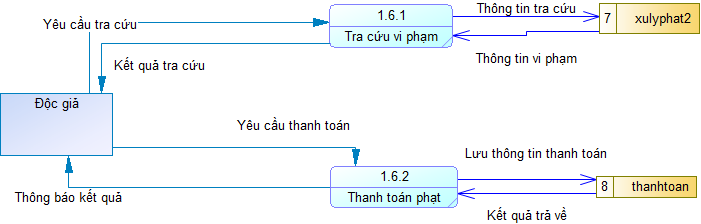 Yêu cầu tra cứu
1.6.1
Tra cứu vi phạm
Thông tin tra cứu
7 xulyphat2
Kết quả tra cứu
Thông tin vi phạm
Độc giả
Yêu cầu thanh toán
1.6.2
Thanh toán phạt
Lưu thông tin thanh toán
8 thanhtoan
Thông báo kết quả
Kết quả trả về